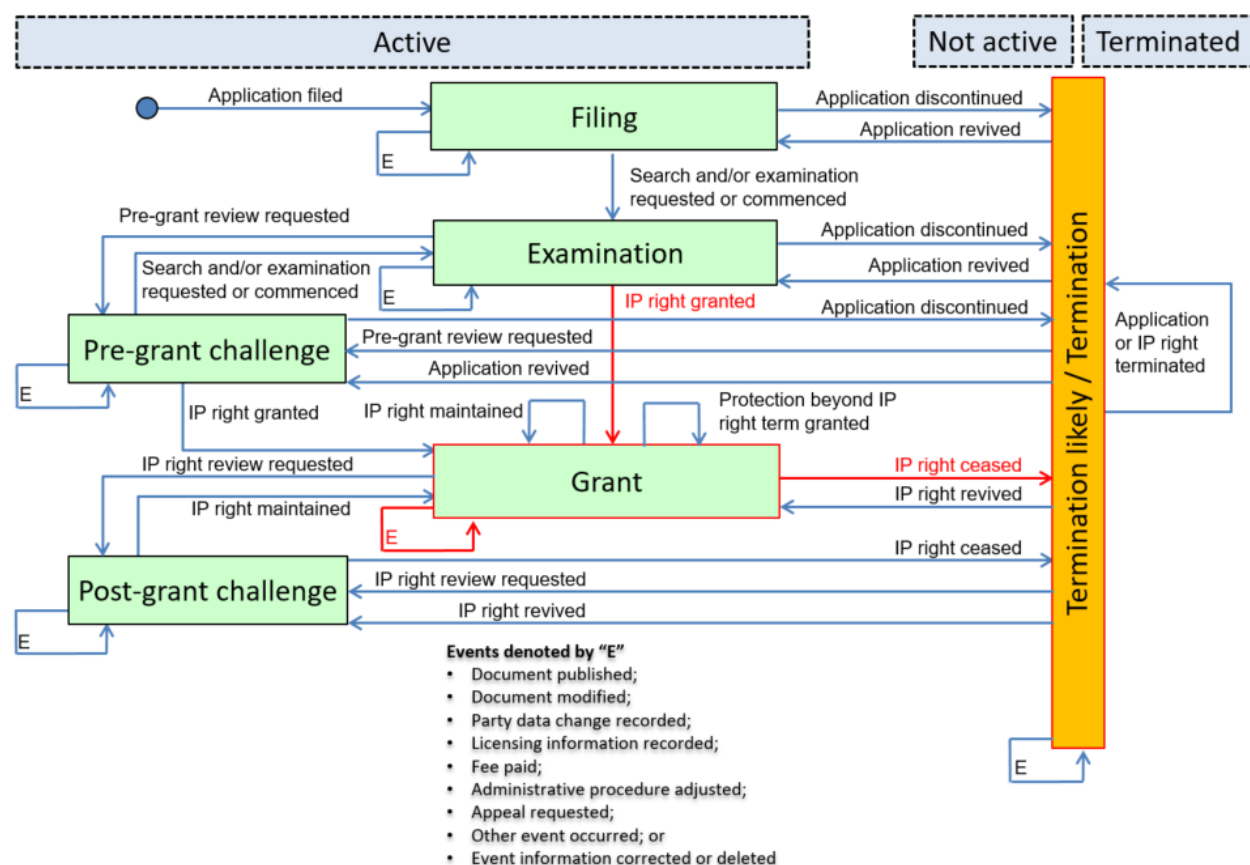 Active
Not active
Terminated
Application filed
Filing
Application discontinued
Application revived
E
Search and/or examination
requested or commenced
Pre-grant review requested
Examination
Application discontinued
Application revived
Search and/or examination
requested or commenced
E
IP right granted
Application discontinued
Pre-grant challenge
Pre-grant review requested
Application revived
E
Application
or IP right
terminated
Termination likely / Termination
IP right granted
IP right maintained
Protection beyond IP
right term granted
IP right review requested
Grant
IP right ceased
IP right revived
IP right maintained
E
IP right ceased
Post-grant challenge
IP right review requested
IP right revived
E
Events denoted by “E”
• Document published;
• Document modified;
• Party data change recorded;
• Licensing information recorded;
• Fee paid;
• Administrative procedure adjusted;
• Appeal requested;
• Other event occurred; or
• Event information corrected or deleted
E